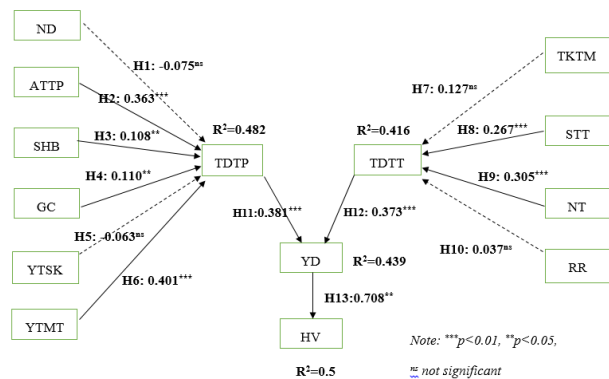 ND
H1: -0.075ns
ATTP
H2: 0.363***
SHB
H3: 0.108**
GC
H4: 0.110**
YTSK
H5: -0.063ns
YTMT
H6: 0.401***
R²=0.482
TDTP
R²=0.416
TDTT
TKTM
H7: 0.127ns
STT
H8: 0.267***
NT
H9: 0.305***
RR
H10: 0.037ns
H11:0.381***
H12: 0.373***
YD
R²=0.439
H13:0.708**
HV
R²=0.5
Note: ***p<0.01, **p<0.05,
ns not significant